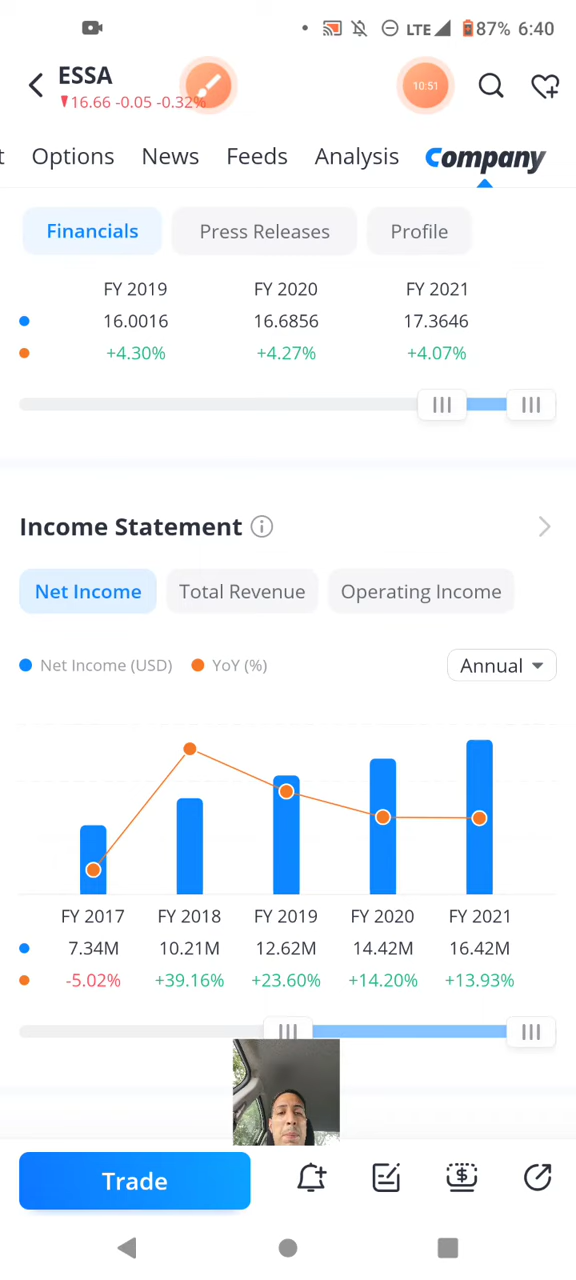 LTE 87% 6:40
ESSA
16.66 -0.05 -0.32%
10:51
t Options News Feeds Analysis Company
Financials Press Releases Profile
FY 2019 FY 2020 FY 2021
16.0016 16.6856 17.3646
+4.30% +4.27% +4.07%
Income Statement
Net Income Total Revenue Operating Income
Net Income (USD) YoY (%) Annual
FY 2017 FY 2018 FY 2019 FY 2020 FY 2021
7.34M 10.21M 12.62M 14.42M 16.42M
-5.02% +39.16% +23.60% +14.20% +13.93%
Trade